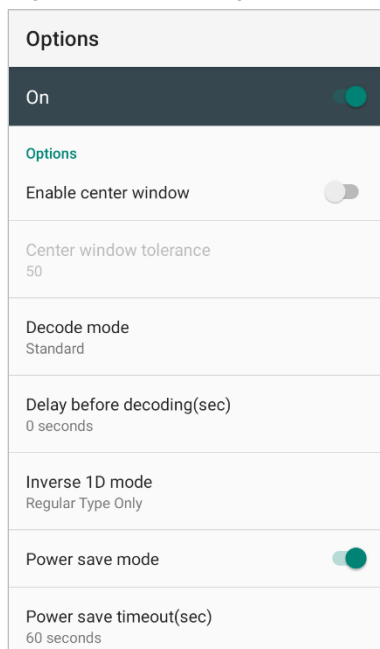 Options
On
Options
Enable center window
Center window tolerance
50
Decode mode
Standard
Delay before decoding(sec)
0 seconds
Inverse 1D mode
Regular Type Only
Power save mode
Power save timeout(sec)
60 seconds